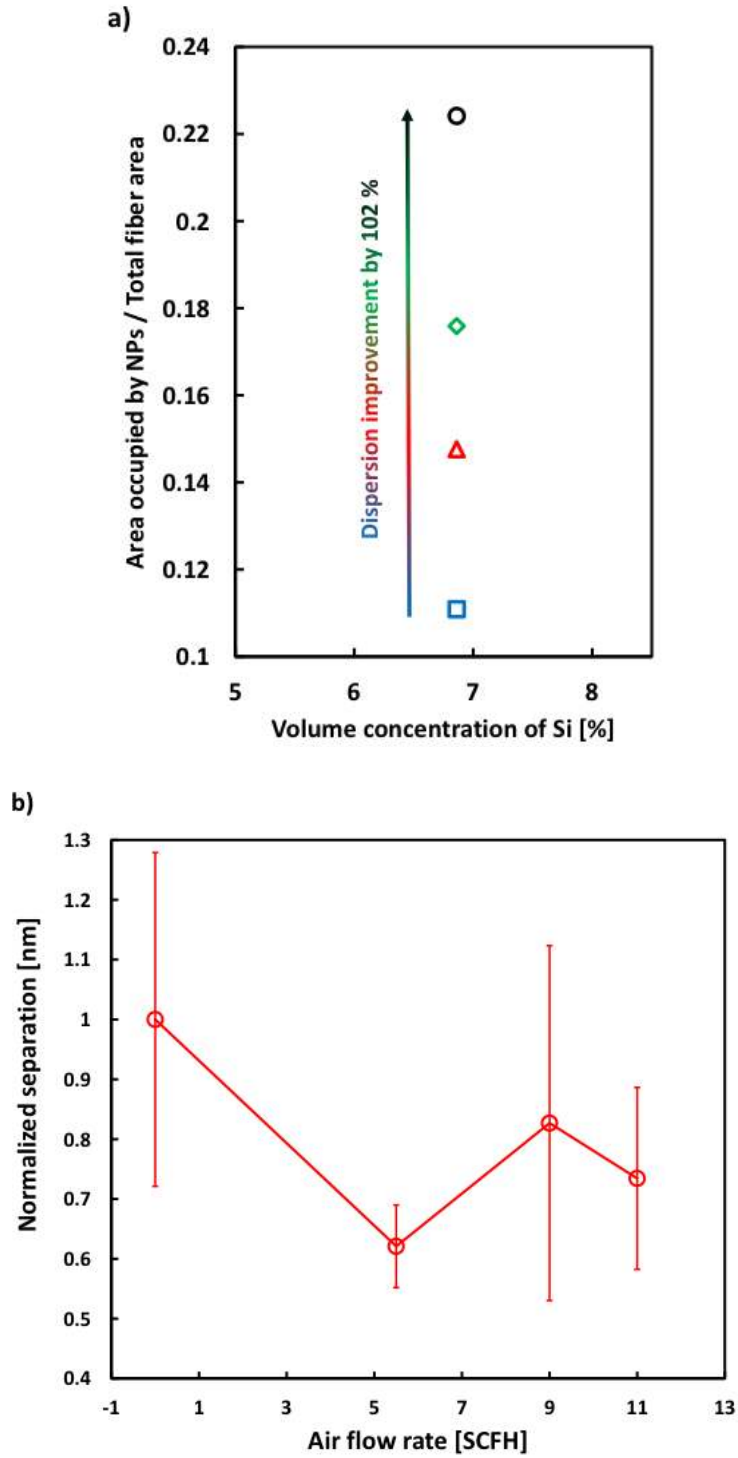 a)
0.24
0.22
0.2
0.18
0.16
0.14
0.12
0.1
Area occupied by NPs / Total fiber area
Dispersion improvement by 102 %
5 6 7 8
Volume concentration of Si [%]
b)
1.3
1.2
1.1
1
0.9
0.8
0.7
0.6
0.5
0.4
Normalized separation [nm]
-1 1 3 5 7 9 11 13
Air flow rate [SCFH]